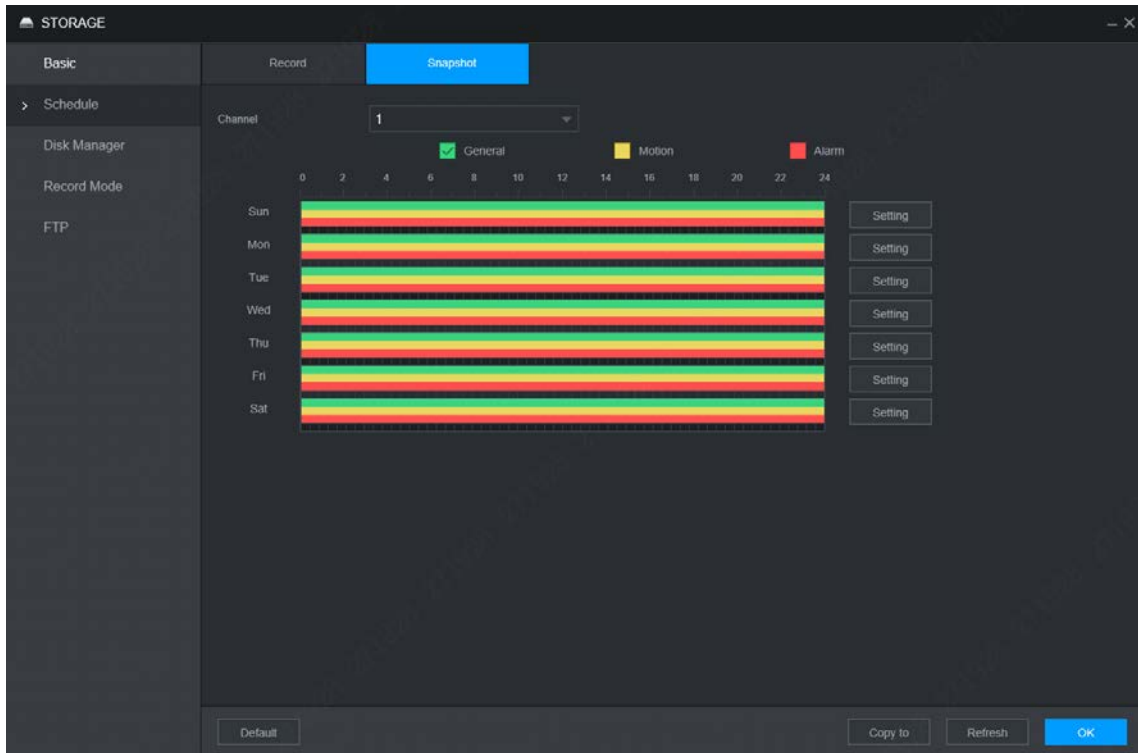 STORAGE
Basic
Schedule
Disk Manager
Record Mode
FTP
Record Snapshot
Channel 1
General Motion Alarm
0 2 4 6 8 10 12 14 16 18 20 22 24
Sun Setting
Mon Setting
Tue Setting
Wed Setting
Thu Setting
Fri Setting
Sat Setting
Default Copy to Refresh OK